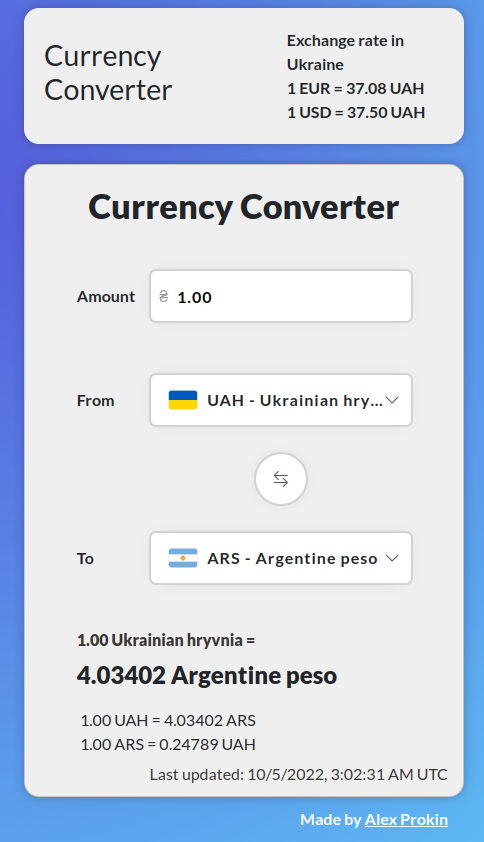 Currency
Converter
Exchange rate in
Ukraine
1 EUR = 37.08 UAH
1 USD = 37.50 UAH
Currency Converter
Amount
₴ 1.00
From
UAH - Ukrainian hry...
To
ARS - Argentine peso
1.00 Ukrainian hryvnia =
4.03402 Argentine peso
1.00 UAH = 4.03402 ARS
1.00 ARS = 0.24789 UAH
Last updated: 10/5/2022, 3:02:31 AM UTC
Made by Alex Prokin